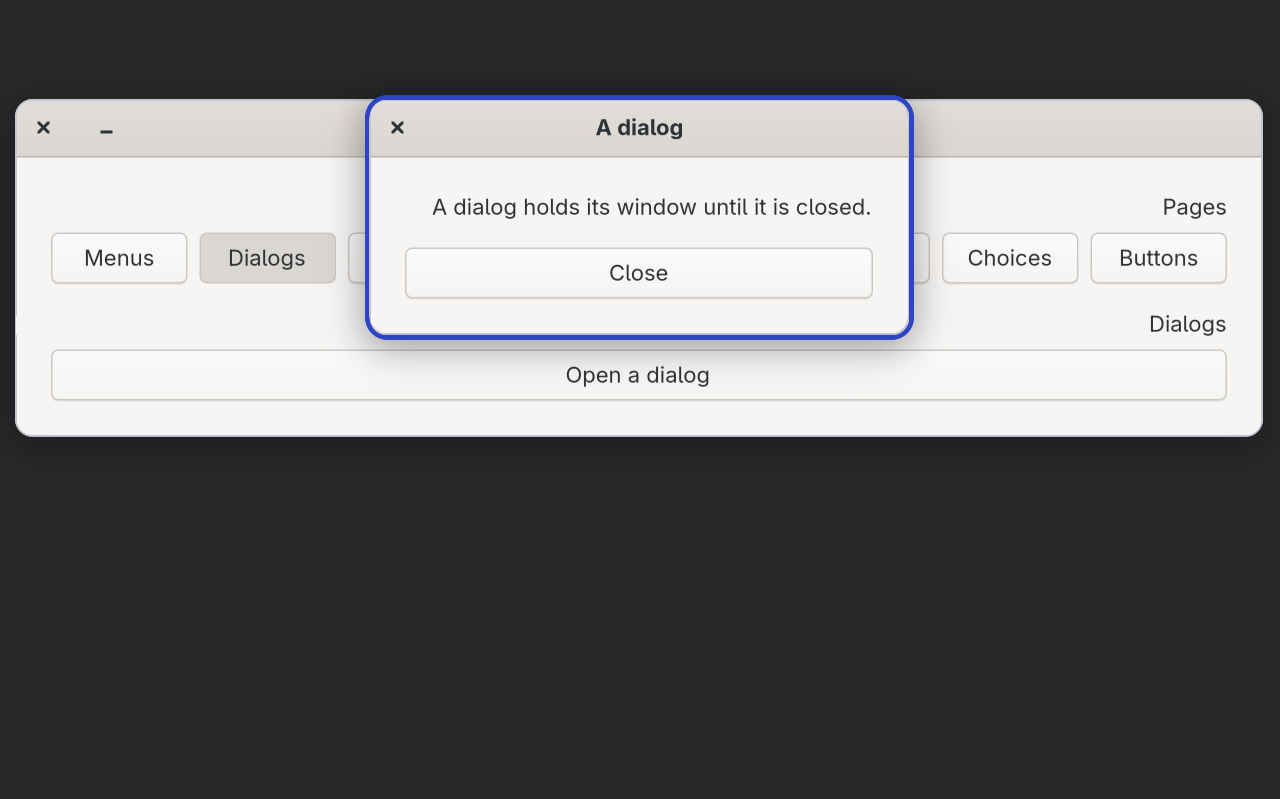 A dialog
A dialog holds its window until it is closed.
Close
Pages
Menus Dialogs Choices Buttons
Dialogs
Open a dialog